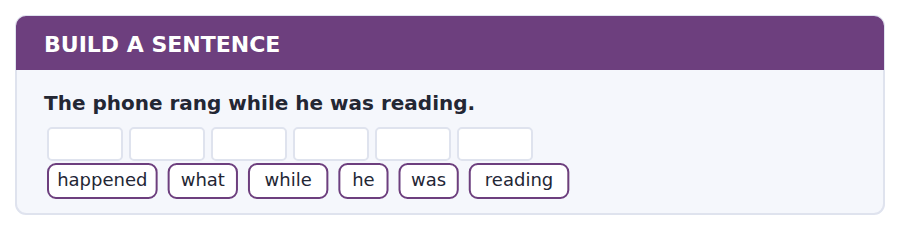 BUILD A SENTENCE
The phone rang while he was reading.
happened what while he was reading